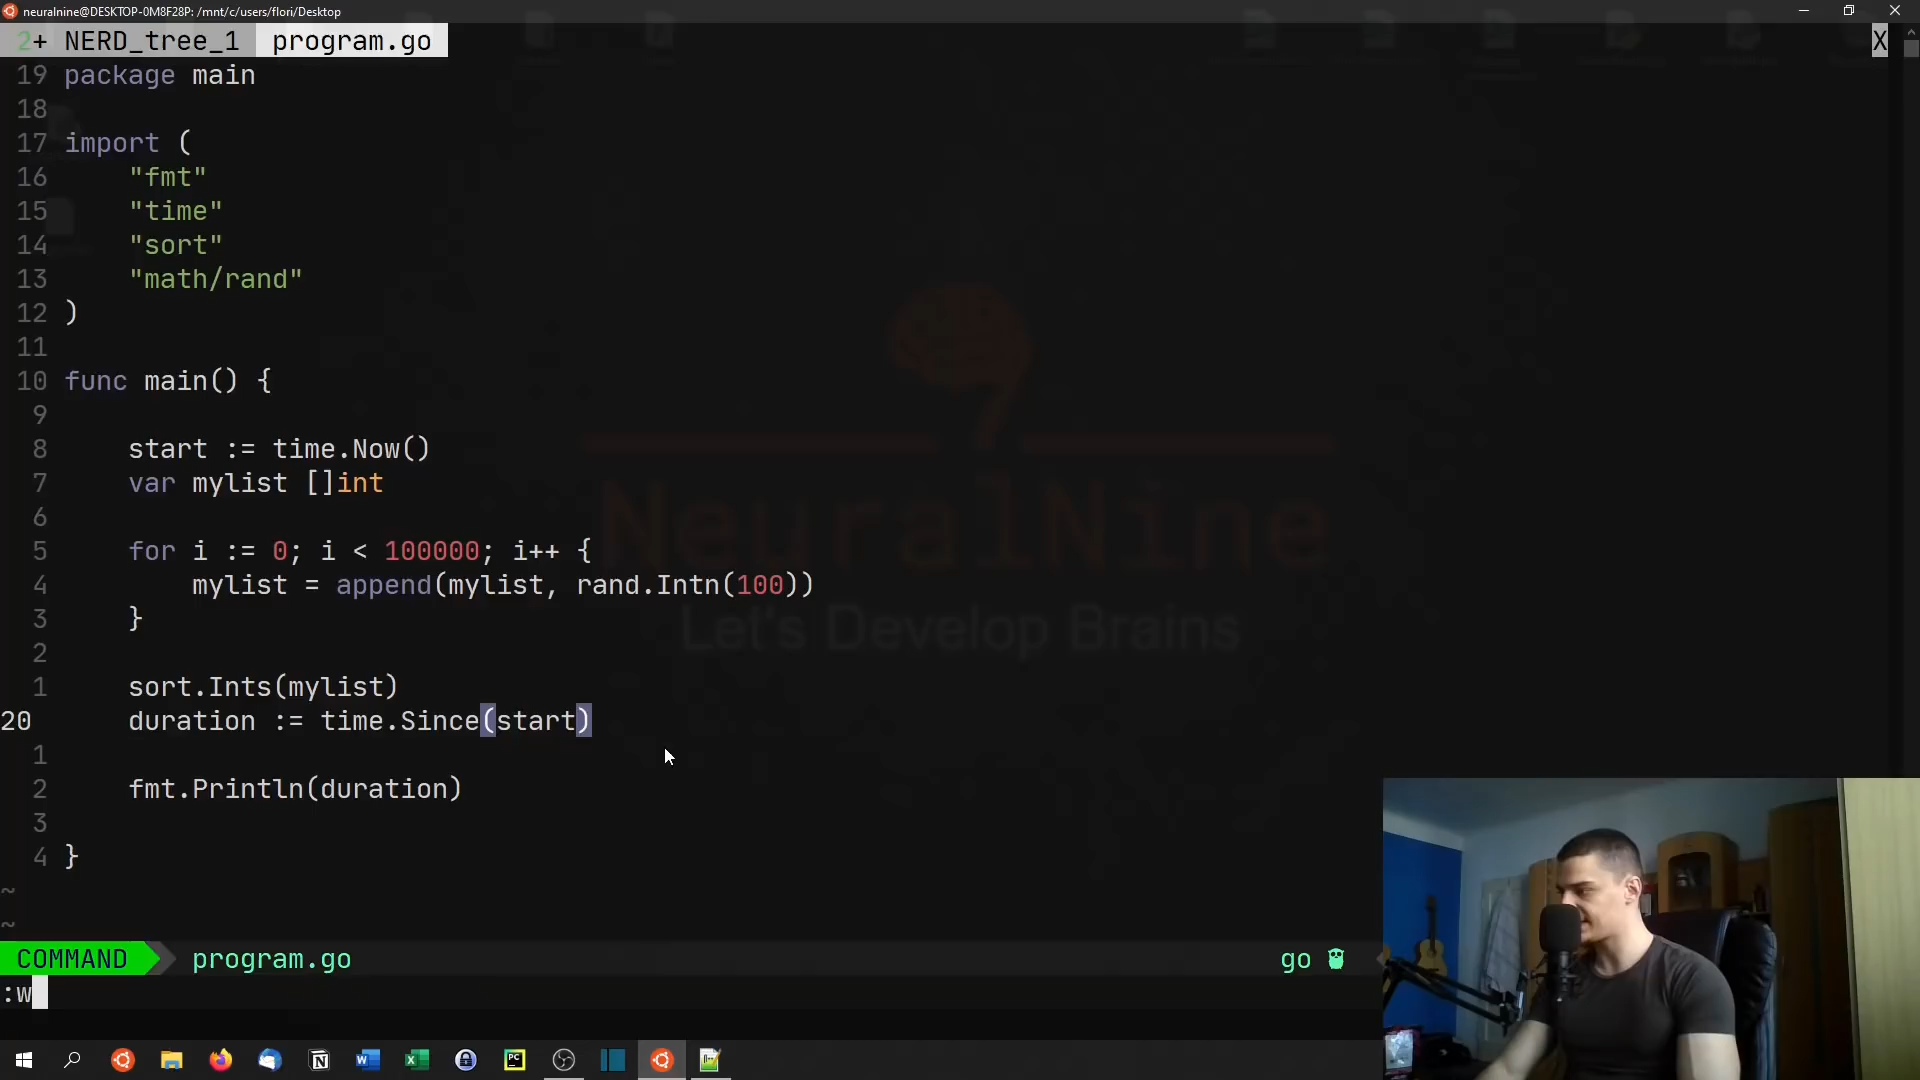 neuralnine@DESKTOP-0M8F28P: /mnt/c/users/flori/Desktop
2+ NERD_tree_1 program.go X
19 package main
18
17 import (
16 "fmt"
15 "time"
14 "sort"
13 "math/rand"
12 )
11
10 func main() {
9
8 start := time.Now()
7 var mylist []int
6
5 for i := 0; i < 100000; i++ {
4 mylist = append(mylist, rand.Intn(100))
3 }
2
1 sort.Ints(mylist)
20 duration := time.Since(start)
1
2 fmt.Println(duration)
3
4 }
~
~
NeuralNine
Let's Develop Brains
COMMAND program.go go
:w